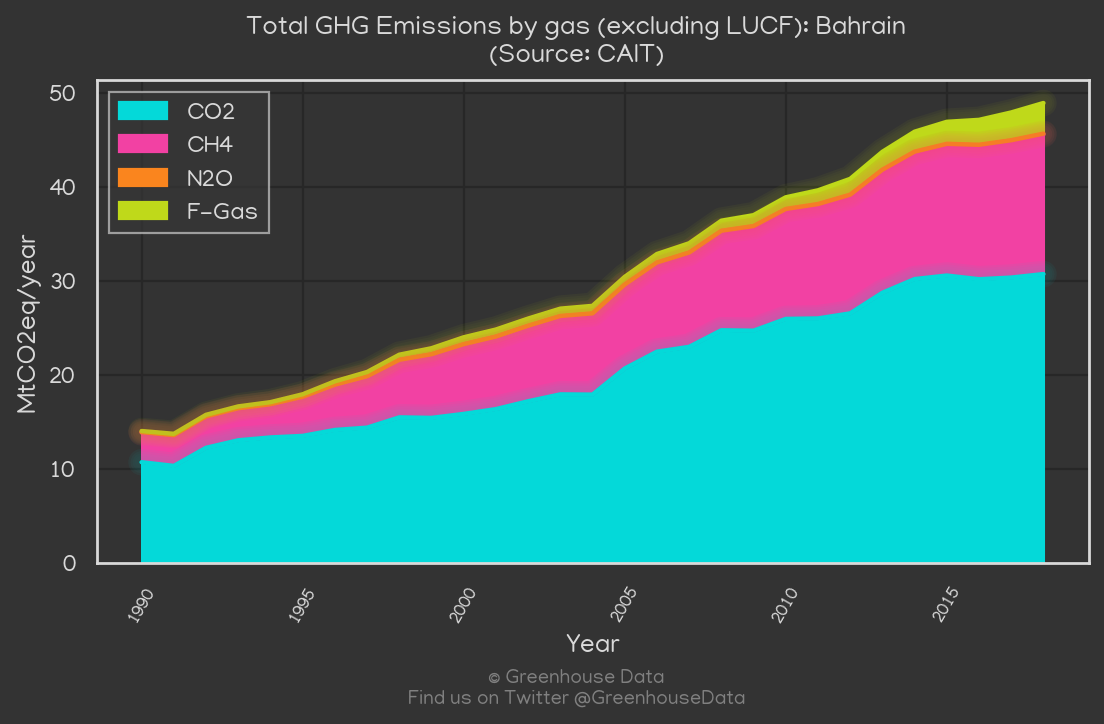 Total GHG Emissions by gas (excluding LUCF): Bahrain
(Source: CAIT)
50
40
30
20
10
0
MtCO2eq/year
CO2
CH4
N2O
F-Gas
1990
1995
2000
2005
2010
2015
Year
© Greenhouse Data
Find us on Twitter @GreenhouseData